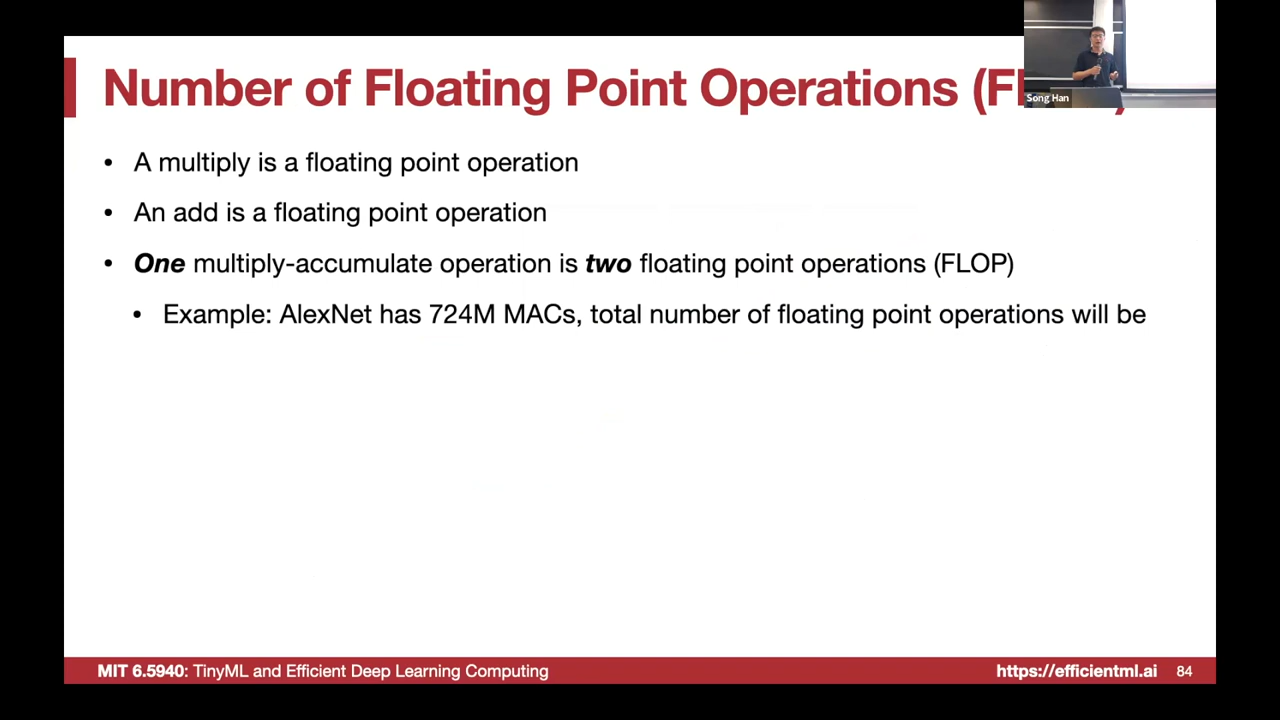 Number of Floating Point Operations (
Song Han
• A multiply is a floating point operation
• An add is a floating point operation
• One multiply-accumulate operation is two floating point operations (FLOP)
• Example: AlexNet has 724M MACs, total number of floating point operations will be
MIT 6.5940: TinyML and Efficient Deep Learning Computing
https://efficientml.ai 84